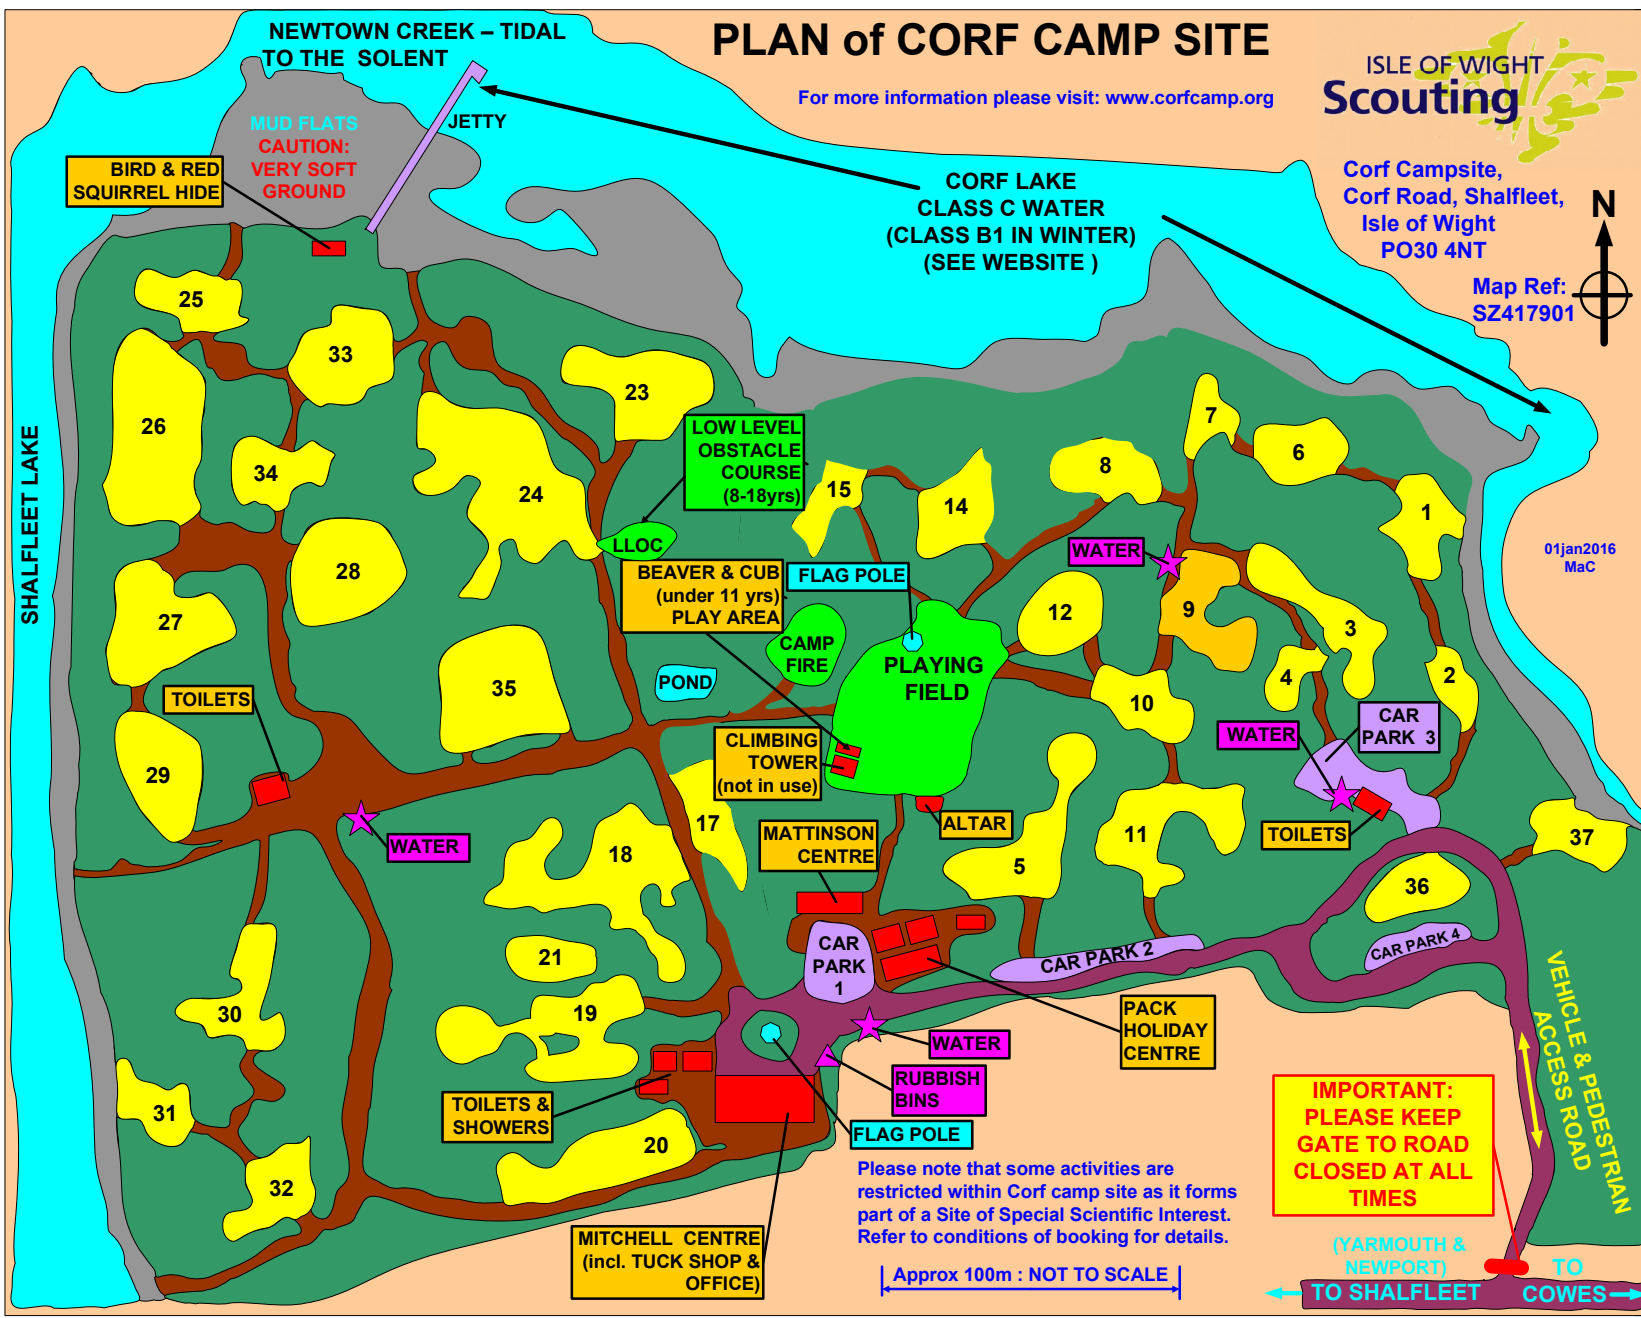 PLAN of CORF CAMP SITE
For more information please visit: www.corfcamp.org
ISLE OF WIGHT
Scouting
Corf Campsite,
Corf Road, Shalfleet,
Isle of Wight
PO30 4NT
N
Map Ref:
SZ417901
01jan2016
MaC
NEWTOWN CREEK – TIDAL
TO THE SOLENT
JETTY
MUD FLATS
CAUTION:
VERY SOFT
GROUND
BIRD & RED
SQUIRREL HIDE
CORF LAKE
CLASS C WATER
(CLASS B1 IN WINTER)
(SEE WEBSITE )
SHALFLEET LAKE
25
33
26
34
23
24
28
27
35
29
LOW LEVEL
OBSTACLE
COURSE
(8-18yrs)
LLOC
15
14
8
7
6
1
WATER
BEAVER & CUB
(under 11 yrs)
PLAY AREA
FLAG POLE
CAMP
FIRE
POND
PLAYING
FIELD
12
9
3
4
2
10
TOILETS
CLIMBING
TOWER
(not in use)
WATER
CAR
PARK 3
TOILETS
ALTAR
MATTINSON
CENTRE
WATER
17
18
5
11
37
36
CAR PARK 4
CAR PARK 2
CAR
PARK
1
21
19
30
31
32
20
PACK
HOLIDAY
CENTRE
WATER
RUBBISH
BINS
FLAG POLE
TOILETS &
SHOWERS
MITCHELL CENTRE
(incl. TUCK SHOP &
OFFICE)
Please note that some activities are
restricted within Corf camp site as it forms
part of a Site of Special Scientific Interest.
Refer to conditions of booking for details.
Approx 100m : NOT TO SCALE
IMPORTANT:
PLEASE KEEP
GATE TO ROAD
CLOSED AT ALL
TIMES
VEHICLE & PEDESTRIAN
ACCESS ROAD
(YARMOUTH &
NEWPORT)
TO SHALFLEET
TO
COWES